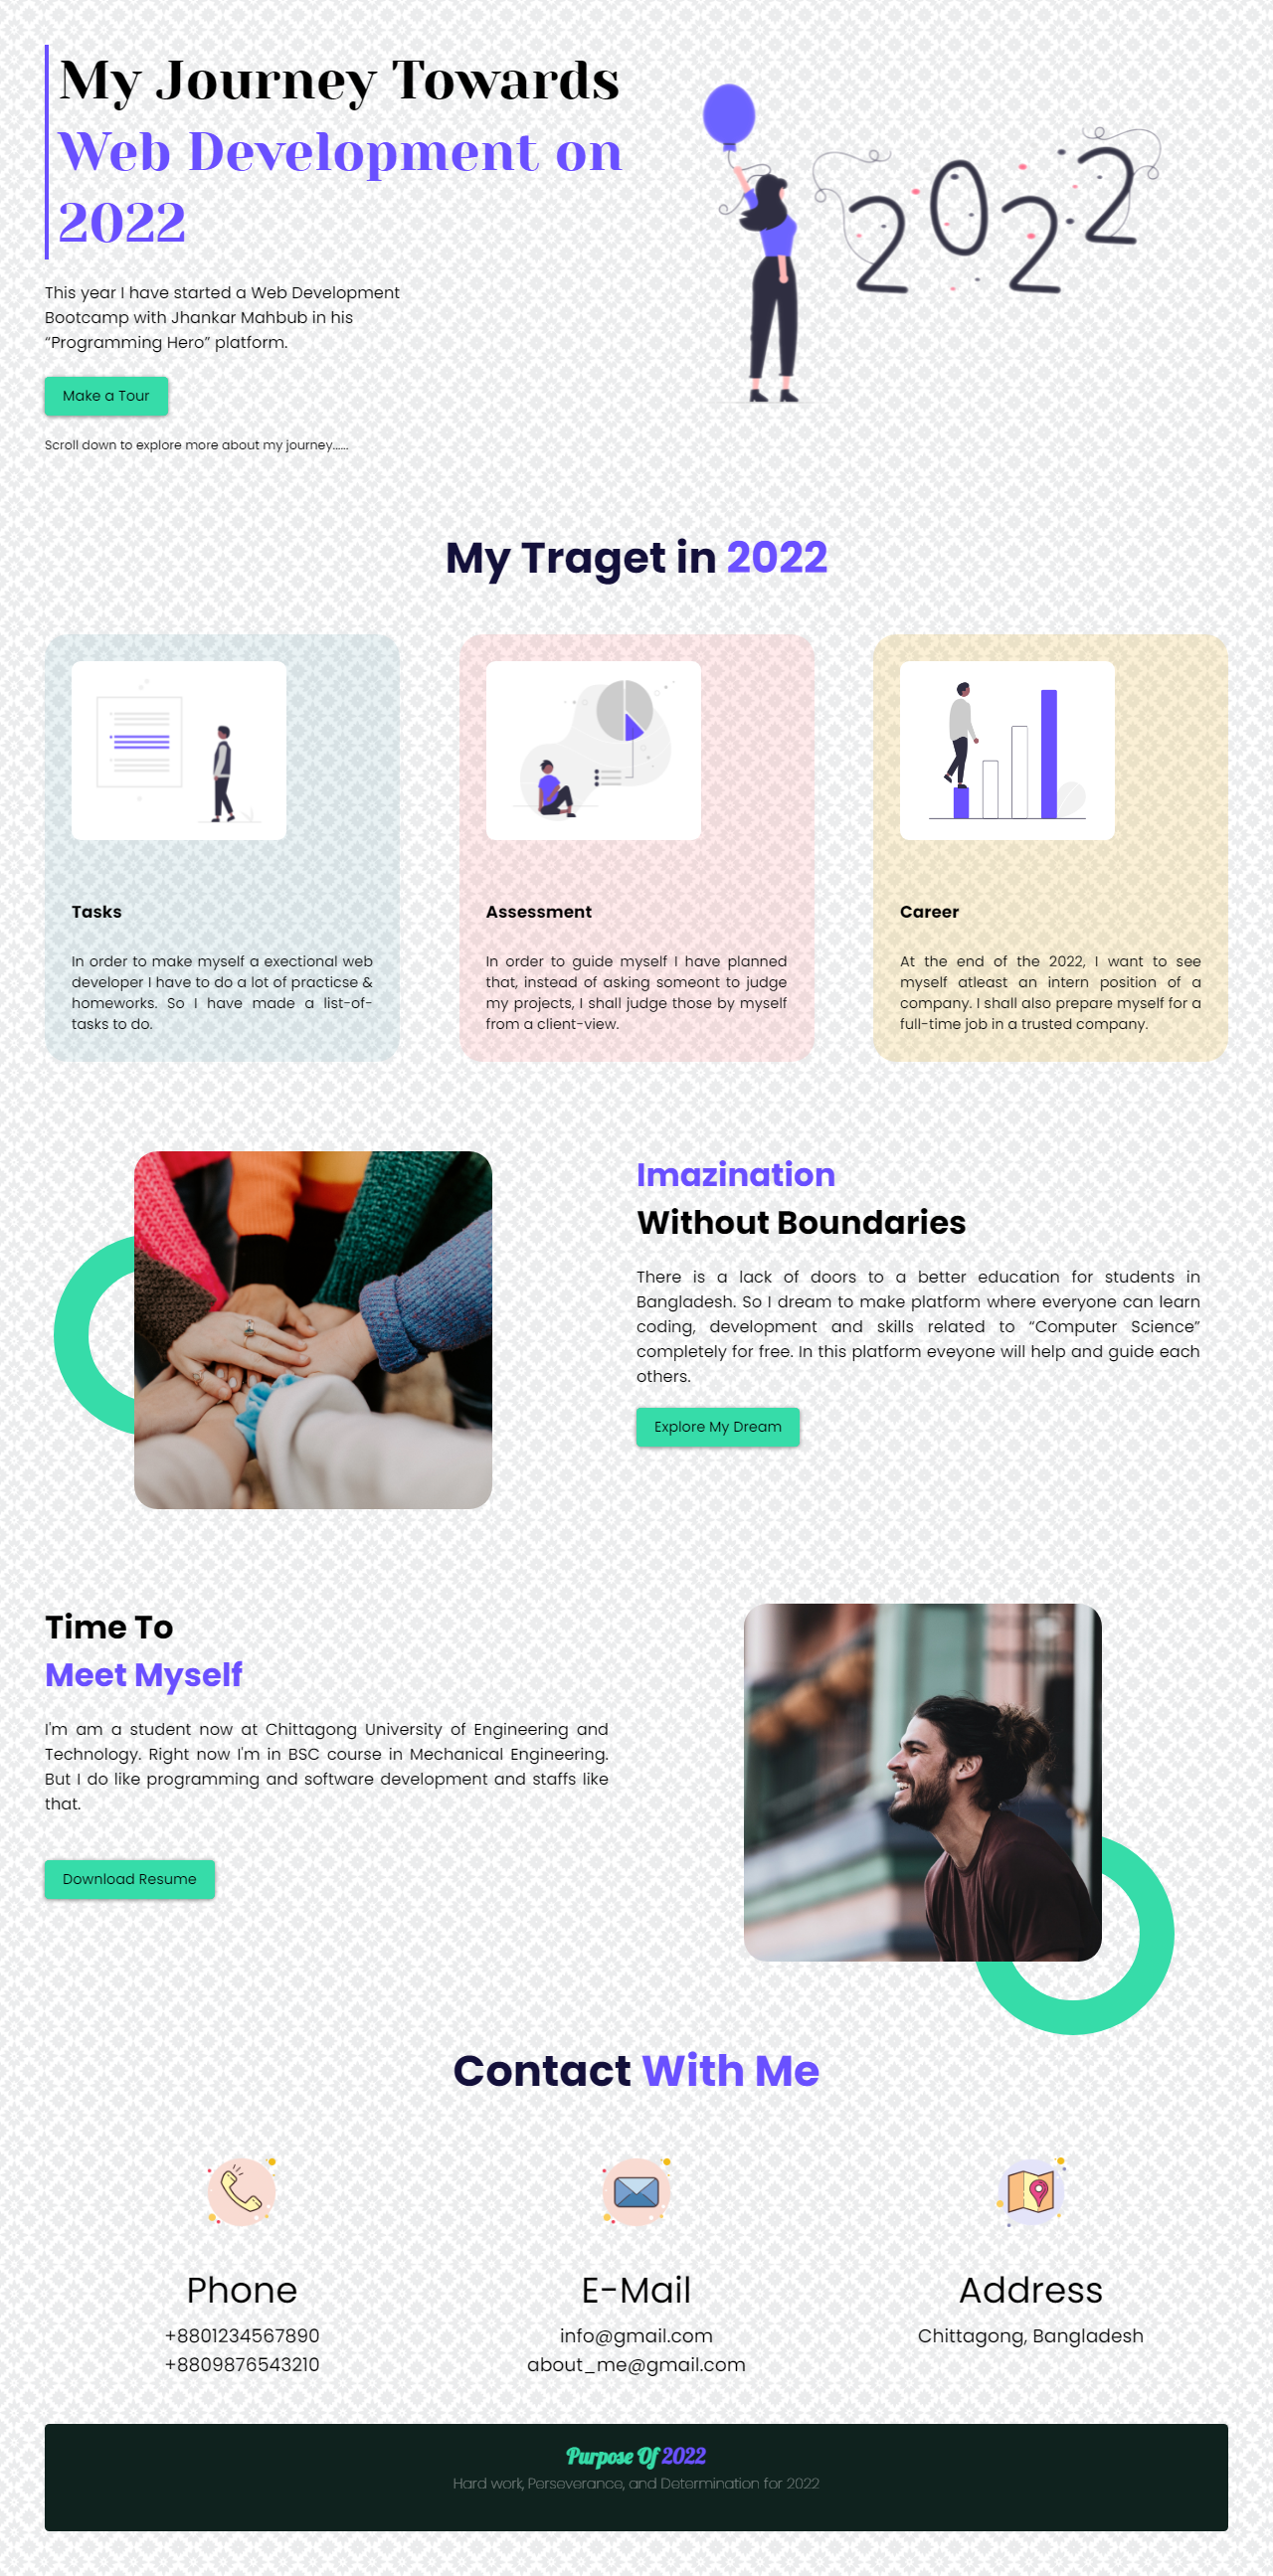 My Journey Towards
Web Development on
2022
2022
This year I have started a Web Development
Bootcamp with Jhankar Mahbub in his
“Programming Hero” platform.
Make a Tour
Scroll down to explore more about my journey......
My Traget in 2022
Tasks
In order to make myself a exectional web
developer I have to do a lot of practicse &
homeworks. So I have made a list-of-
tasks to do.
Assessment
In order to guide myself I have planned
that, instead of asking someont to judge
my projects, I shall judge those by myself
from a client-view.
Career
At the end of the 2022, I want to see
myself atleast an intern position of a
company. I shall also prepare myself for a
full-time job in a trusted company.
Imazination
Without Boundaries
There is a lack of doors to a better education for students in
Bangladesh. So I dream to make platform where everyone can learn
coding, development and skills related to “Computer Science”
completely for free. In this platform eveyone will help and guide each
others.
Explore My Dream
Time To
Meet Myself
I'm am a student now at Chittagong University of Engineering and
Technology. Right now I'm in BSC course in Mechanical Engineering.
But I do like programming and software development and staffs like
that.
Download Resume
Contact With Me
Phone
+8801234567890
+8809876543210
E-Mail
info@gmail.com
about_me@gmail.com
Address
Chittagong, Bangladesh
Purpose Of 2022
Hard work, Perseverance, and Determination for 2022